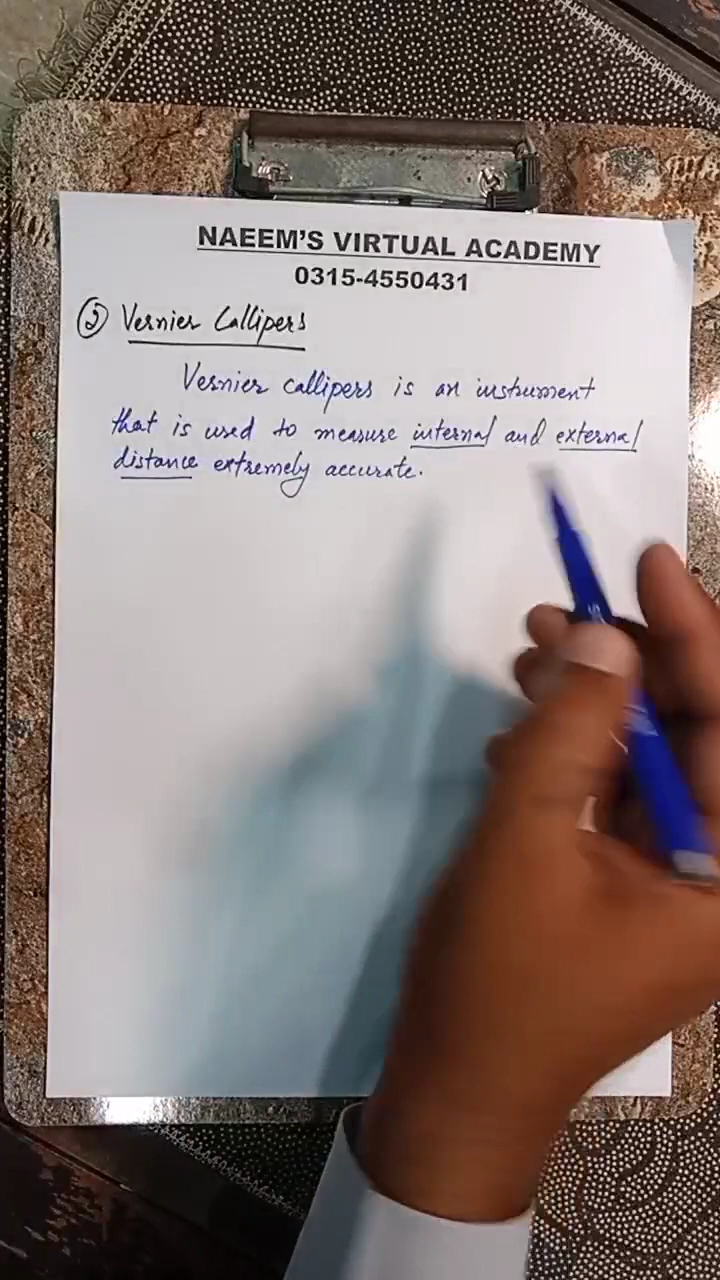 NAEEM'S VIRTUAL ACADEMY
0315-4550431
② Vernier Callipers
Vernier callipers is an instrument
that is used to measure internal and external
distance extremely accurate.